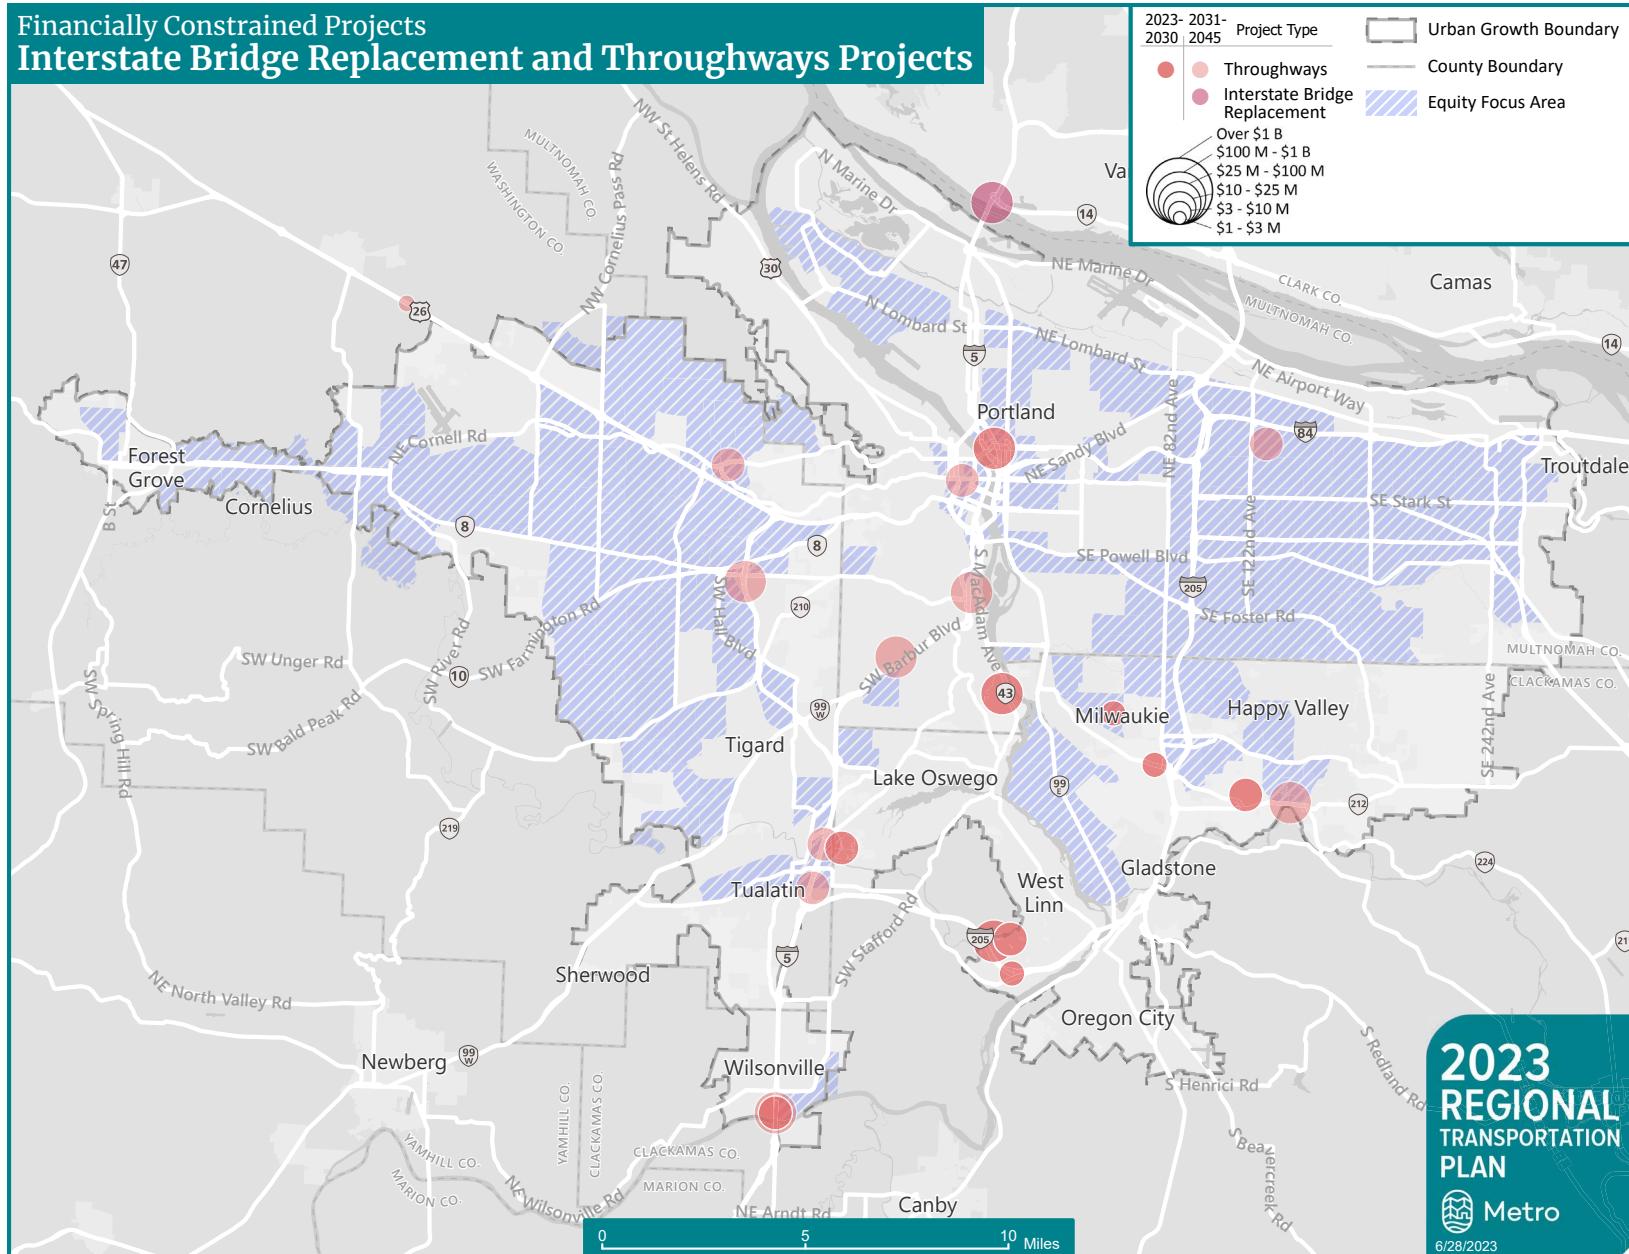 Financially Constrained Projects
Interstate Bridge Replacement and Throughways Projects
2023-
2030
2031-
2045
Project Type
Throughways
Interstate Bridge
Replacement
Over $1 B
$100 M - $1 B
$25 M - $100 M
$10 - $25 M
$3 - $10 M
$1 - $3 M
Urban Growth Boundary
County Boundary
Equity Focus Area
MULTNOMAH CO.
WASHINGTON CO.
NW Cornelius Pass Rd
NW St Helens Rd
N Marine Dr
Va
14
47
30
NE Marine Dr
CLARK CO.
MULTNOMAH CO.
Camas
26
N Lombard St
NE Lombard St
5
14
NE Airport Way
NE 82nd Ave
Portland
84
NE Cornell Rd
NE Sandy Blvd
Forest
Grove
Troutdale
B St
Cornelius
SE Stark St
SE 122nd Ave
8
8
S MacAdam Ave
SE Powell Blvd
205
SW Hall Blvd
210
SE Foster Rd
SW Farmington Rd
SW River Rd
SW Barbur Blvd
SW Unger Rd
10
MULTNOMAH CO.
CLACKAMAS CO.
SW Spring Hill Rd
SW Bald Peak Rd
43
99
W
Milwaukie
Happy Valley
SE 242nd Ave
Tigard
Lake Oswego
99
E
212
219
224
Gladstone
Tualatin
West
Linn
SW Stafford Rd
205
21
5
Sherwood
NE North Valley Rd
Oregon City
S Redland Rd
Newberg
99
W
Wilsonville
S Henrici Rd
YAMHILL CO.
CLACKAMAS CO.
S Beavercreek Rd
YAMHILL CO.
MARION CO.
CLACKAMAS CO.
MARION CO.
NE Wilsonville Rd
NE Arndt Rd
Canby
0
5
10
Miles
2023
REGIONAL
TRANSPORTATION
PLAN
Metro
6/28/2023